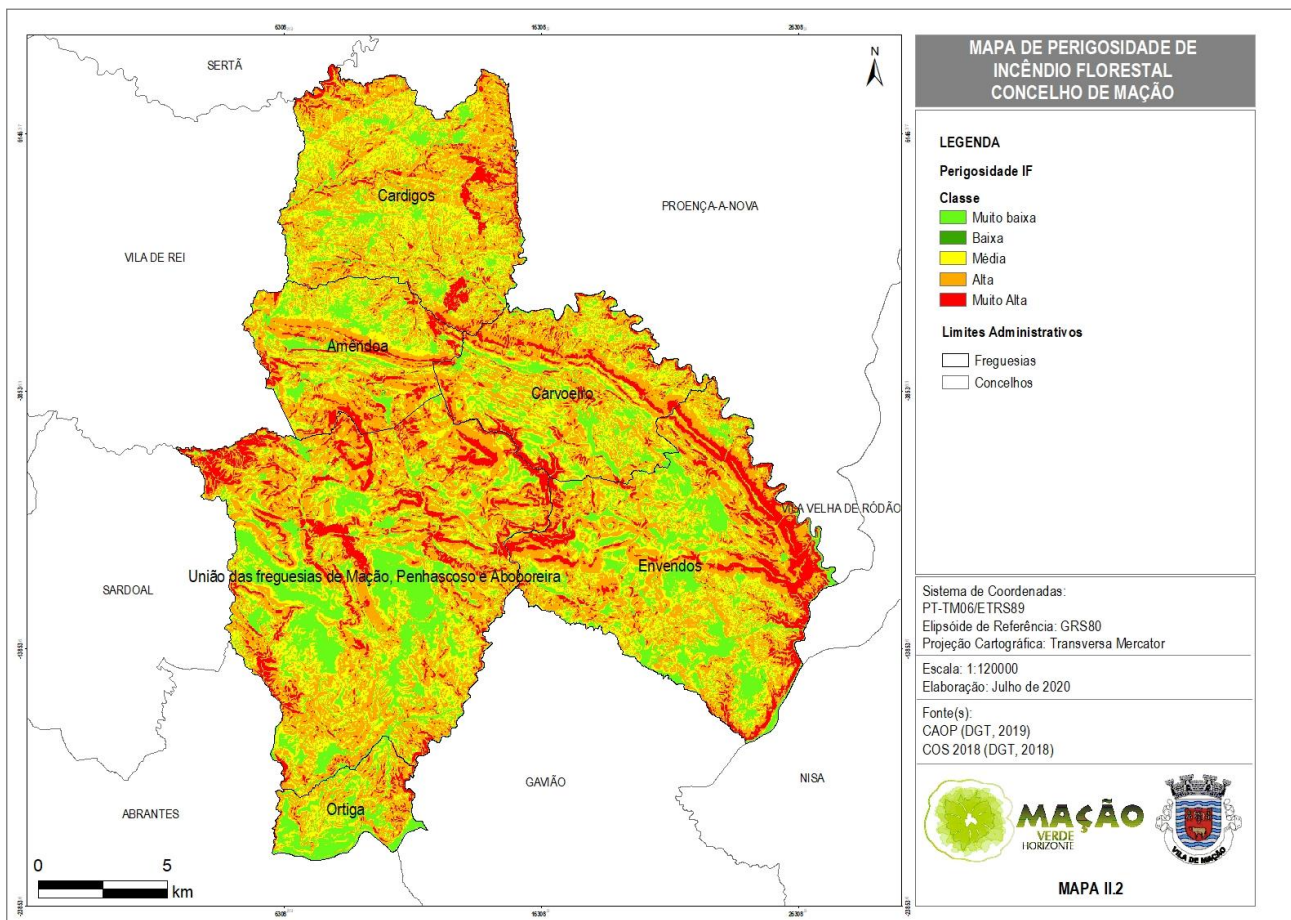 MAPA DE PERIGOSIDADE DE
INCÊNDIO FLORESTAL
CONCELHO DE MAÇÃO
LEGENDA
Perigosidade IF
Classe
Muito baixa
Baixa
Média
Alta
Muito Alta
Limites Administrativos
Freguesias
Concelhos
Sistema de Coordenadas:
PT-TM06/ETRS89
Elipsóide de Referência: GRS80
Projeção Cartográfica: Transversa Mercator
Escala: 1:120000
Elaboração: Julho de 2020
Fonte(s):
CAOP (DGT, 2019)
COS 2018 (DGT, 2018)
MAÇÃO
VERDE
HORIZONTE
VILA DE MAÇÃO
MAPA II.2
N
SERTÃ
Cardigos
PROENÇA-A-NOVA
VILA DE REI
Amêndoa
Carvoeiro
VILA VELHA DE RÓDÃO
Envendos
União das freguesias de Mação, Penhascoso e Aboboreira
SARDOAL
GAVIÃO
NISA
ABRANTES
Ortiga
0 5
km